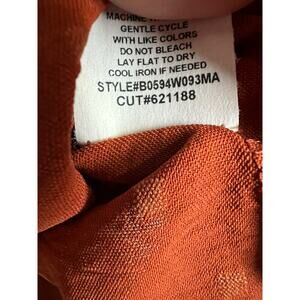 MACHINE
GENTLE CYCLE
WITH LIKE COLORS
DO NOT BLEACH
LAY FLAT TO DRY
COOL IRON IF NEEDED
STYLE#B0594W093MA
CUT#621188